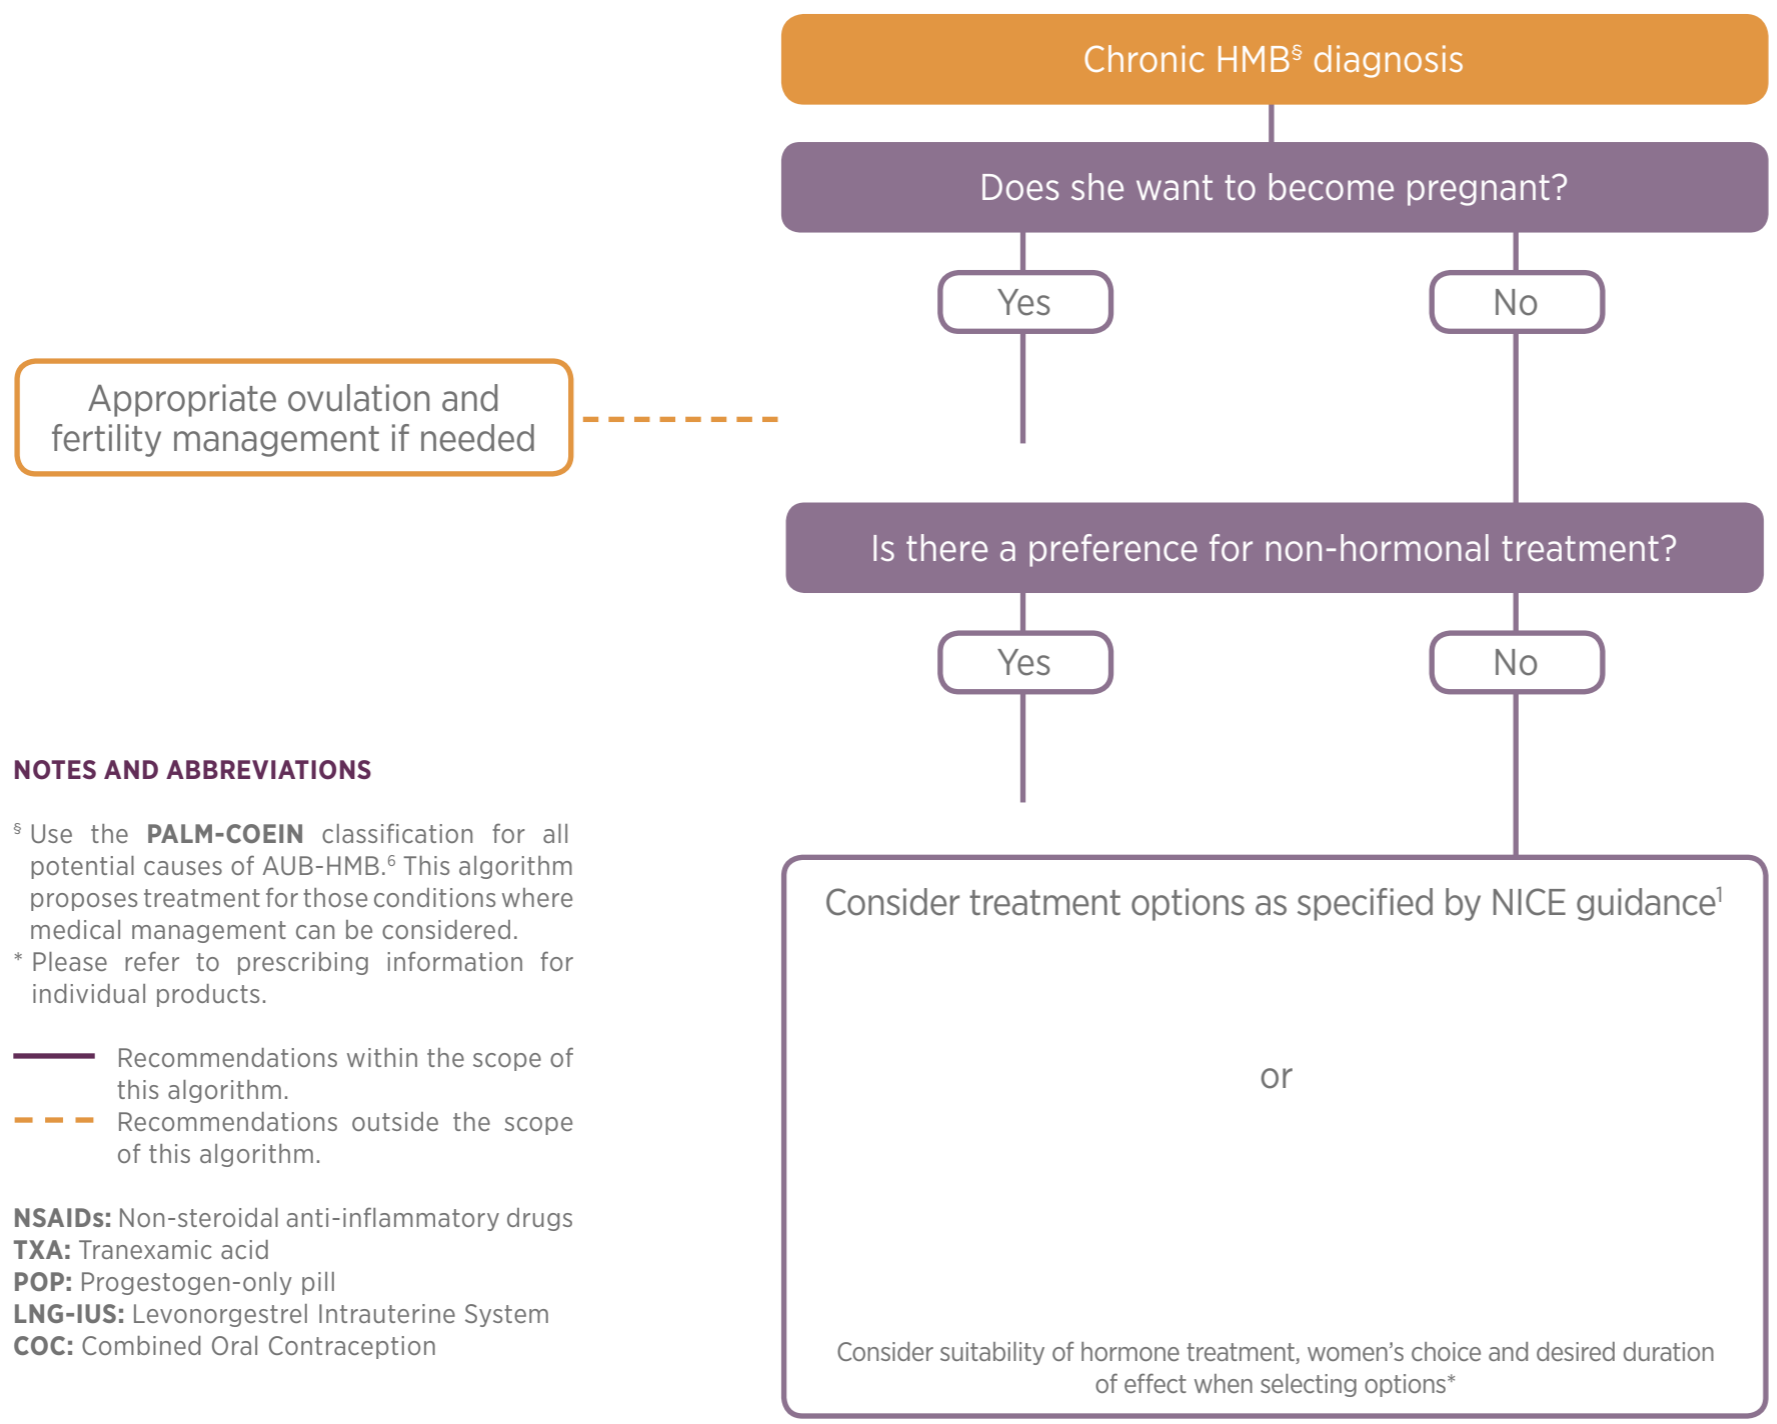 Chronic HMB§ diagnosis
Does she want to become pregnant?
Yes
No
Appropriate ovulation and
fertility management if needed
Is there a preference for non-hormonal treatment?
Yes
No
Consider treatment options as specified by NICE guidance1
or
Consider suitability of hormone treatment, women’s choice and desired duration
of effect when selecting options*
NOTES AND ABBREVIATIONS
§ Use the PALM-COEIN classification for all
potential causes of AUB-HMB.6 This algorithm
proposes treatment for those conditions where
medical management can be considered.
* Please refer to prescribing information for
individual products.
Recommendations within the scope of
this algorithm.
Recommendations outside the scope
of this algorithm.
NSAIDs: Non-steroidal anti-inflammatory drugs
TXA: Tranexamic acid
POP: Progestogen-only pill
LNG-IUS: Levonorgestrel Intrauterine System
COC: Combined Oral Contraception